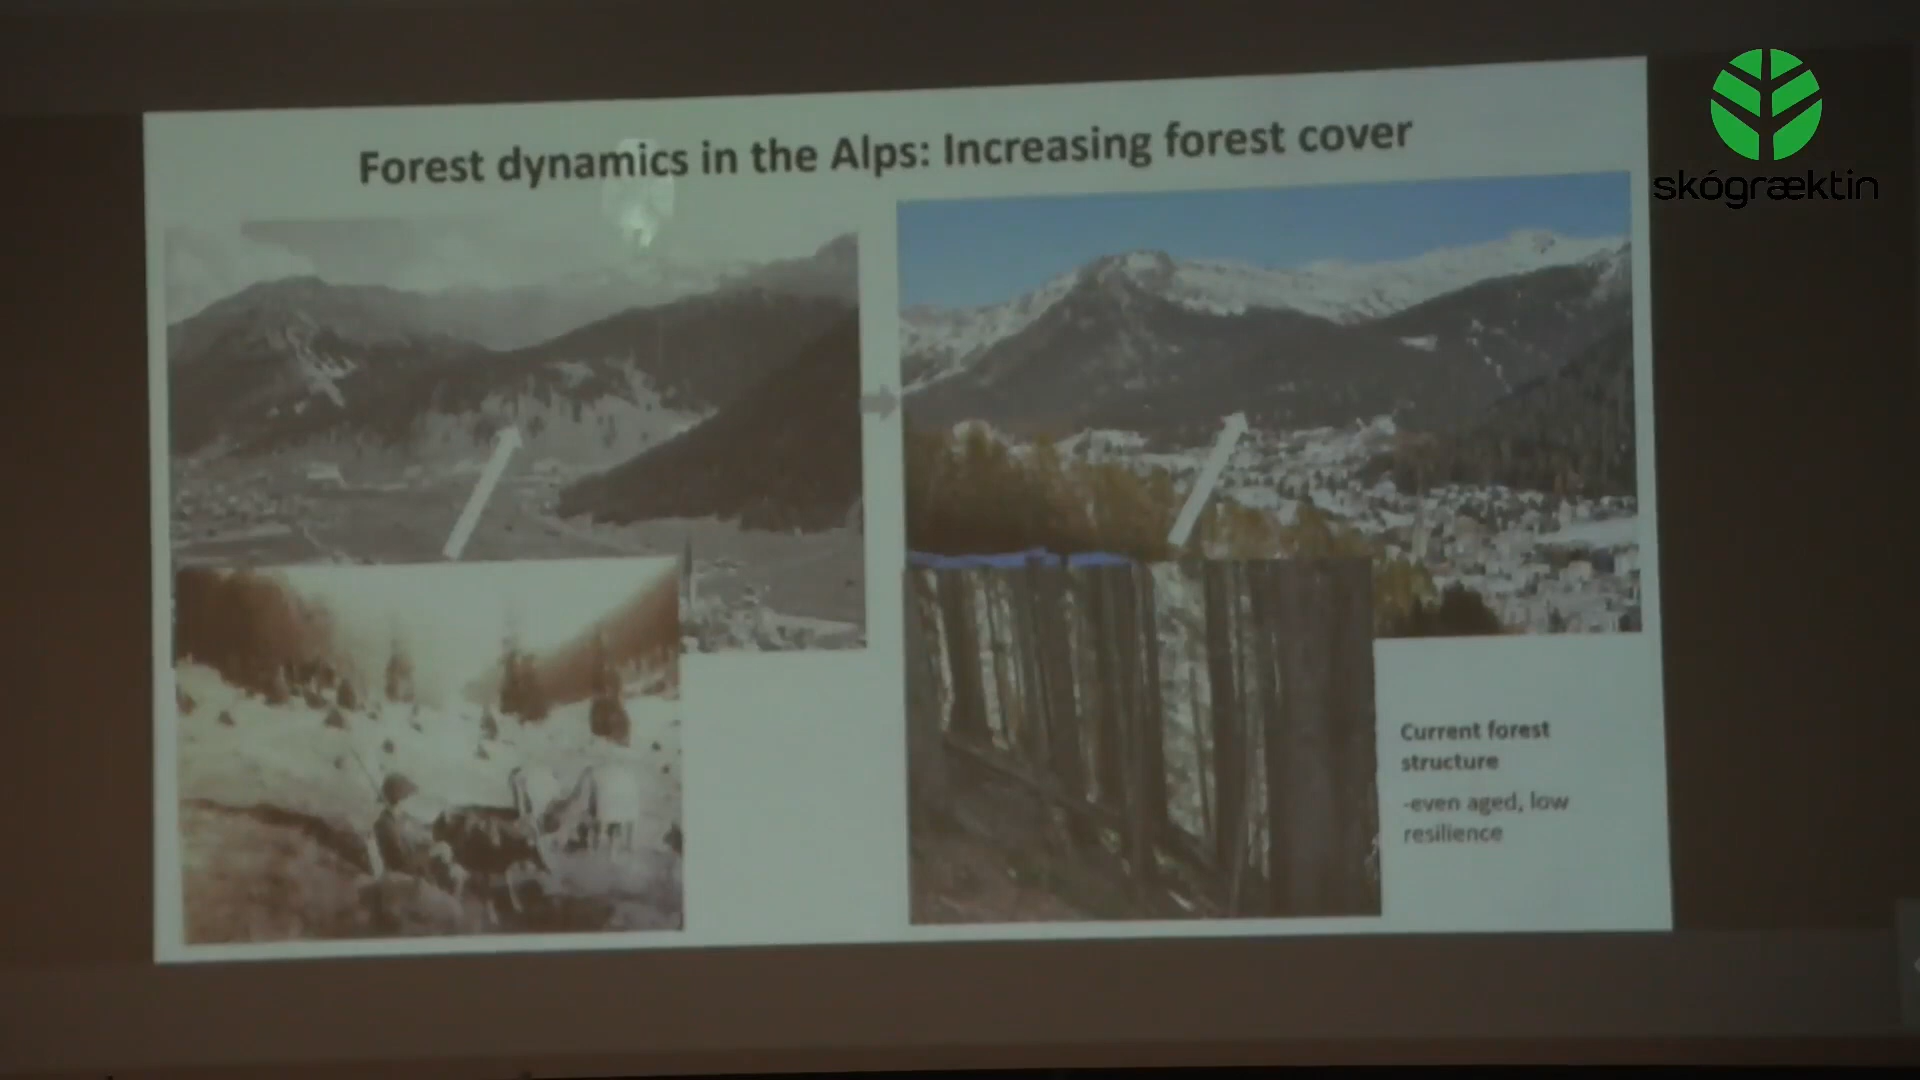 Forest dynamics in the Alps: Increasing forest cover
skógræktin
Current forest
structure
-even aged, low
resilience